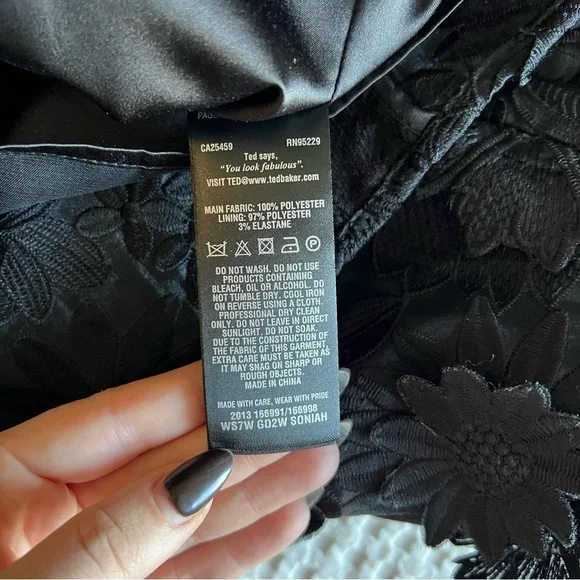 CA25459 RN95229
Ted says,
"You look fabulous".
VISIT TED@www.tedbaker.com
MAIN FABRIC: 100% POLYESTER
LINING: 97% POLYESTER
3% ELASTANE
P
DO NOT WASH. DO NOT USE
PRODUCTS CONTAINING
BLEACH, OIL OR ALCOHOL. DO
NOT TUMBLE DRY. COOL IRON
ON REVERSE USING A CLOTH.
PROFESSIONAL DRY CLEAN
ONLY. DO NOT LEAVE IN DIRECT
SUNLIGHT. DO NOT SOAK.
DUE TO THE CONSTRUCTION OF
THE FABRIC OF THIS GARMENT,
EXTRA CARE MUST BE TAKEN AS
IT MAY SNAG ON SHARP OR
ROUGH OBJECTS.
MADE IN CHINA
MADE WITH CARE, WEAR WITH PRIDE
2013 166991/166998
WS7W GD2W SONIAH